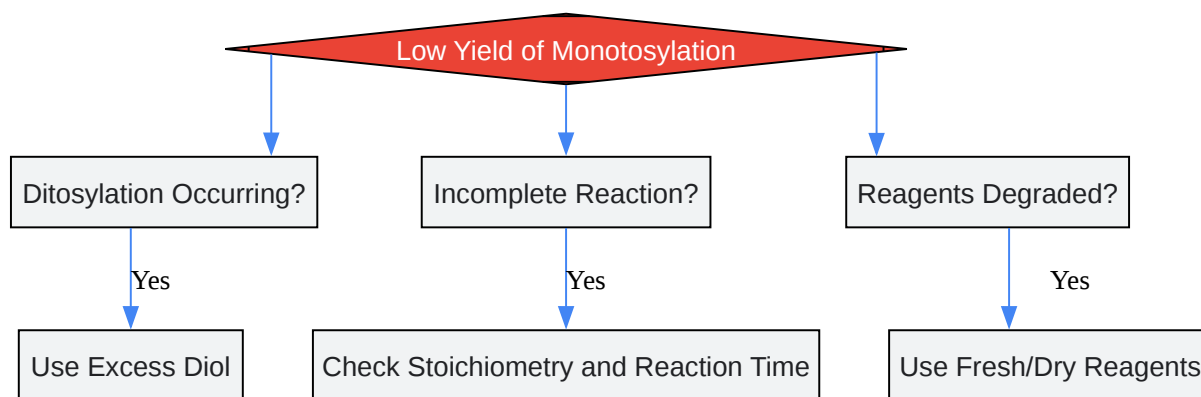 Low Yield of Monotosylation
Ditosylation Occurring?
Incomplete Reaction?
Reagents Degraded?
Yes
Yes
Yes
Use Excess Diol
Check Stoichiometry and Reaction Time
Use Fresh/Dry Reagents